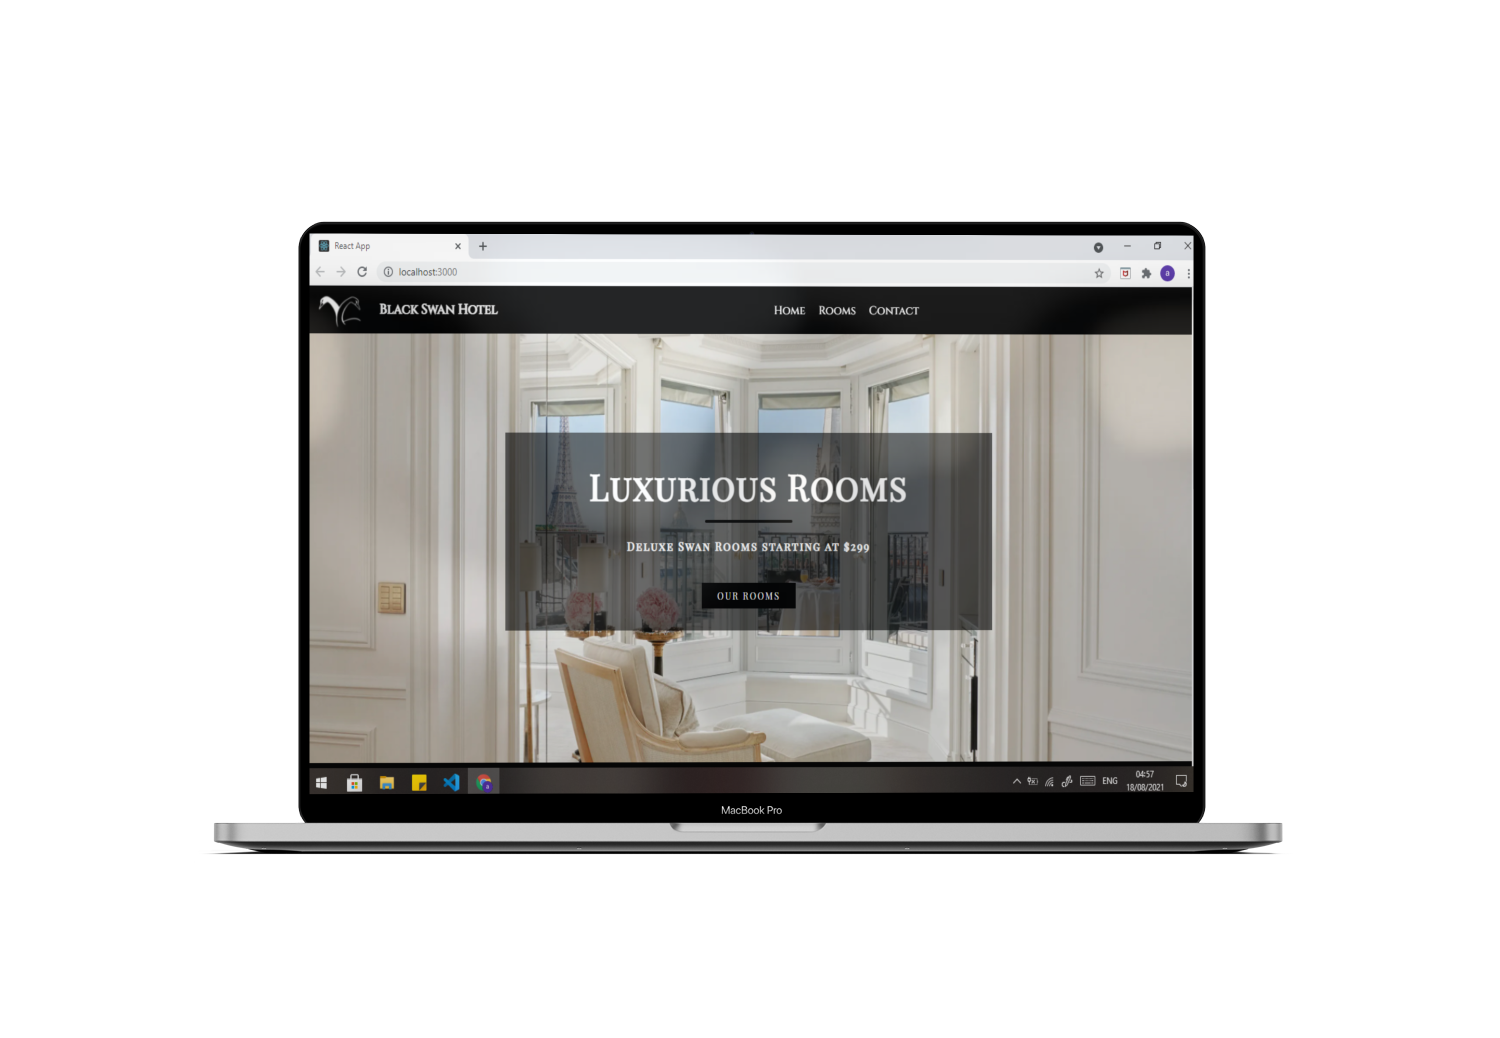 React App
localhost:3000
Black Swan Hotel
Home Rooms Contact
Luxurious Rooms
Deluxe Swan Rooms starting at $299
OUR ROOMS
a
ENG
04:57
18/08/2021
MacBook Pro